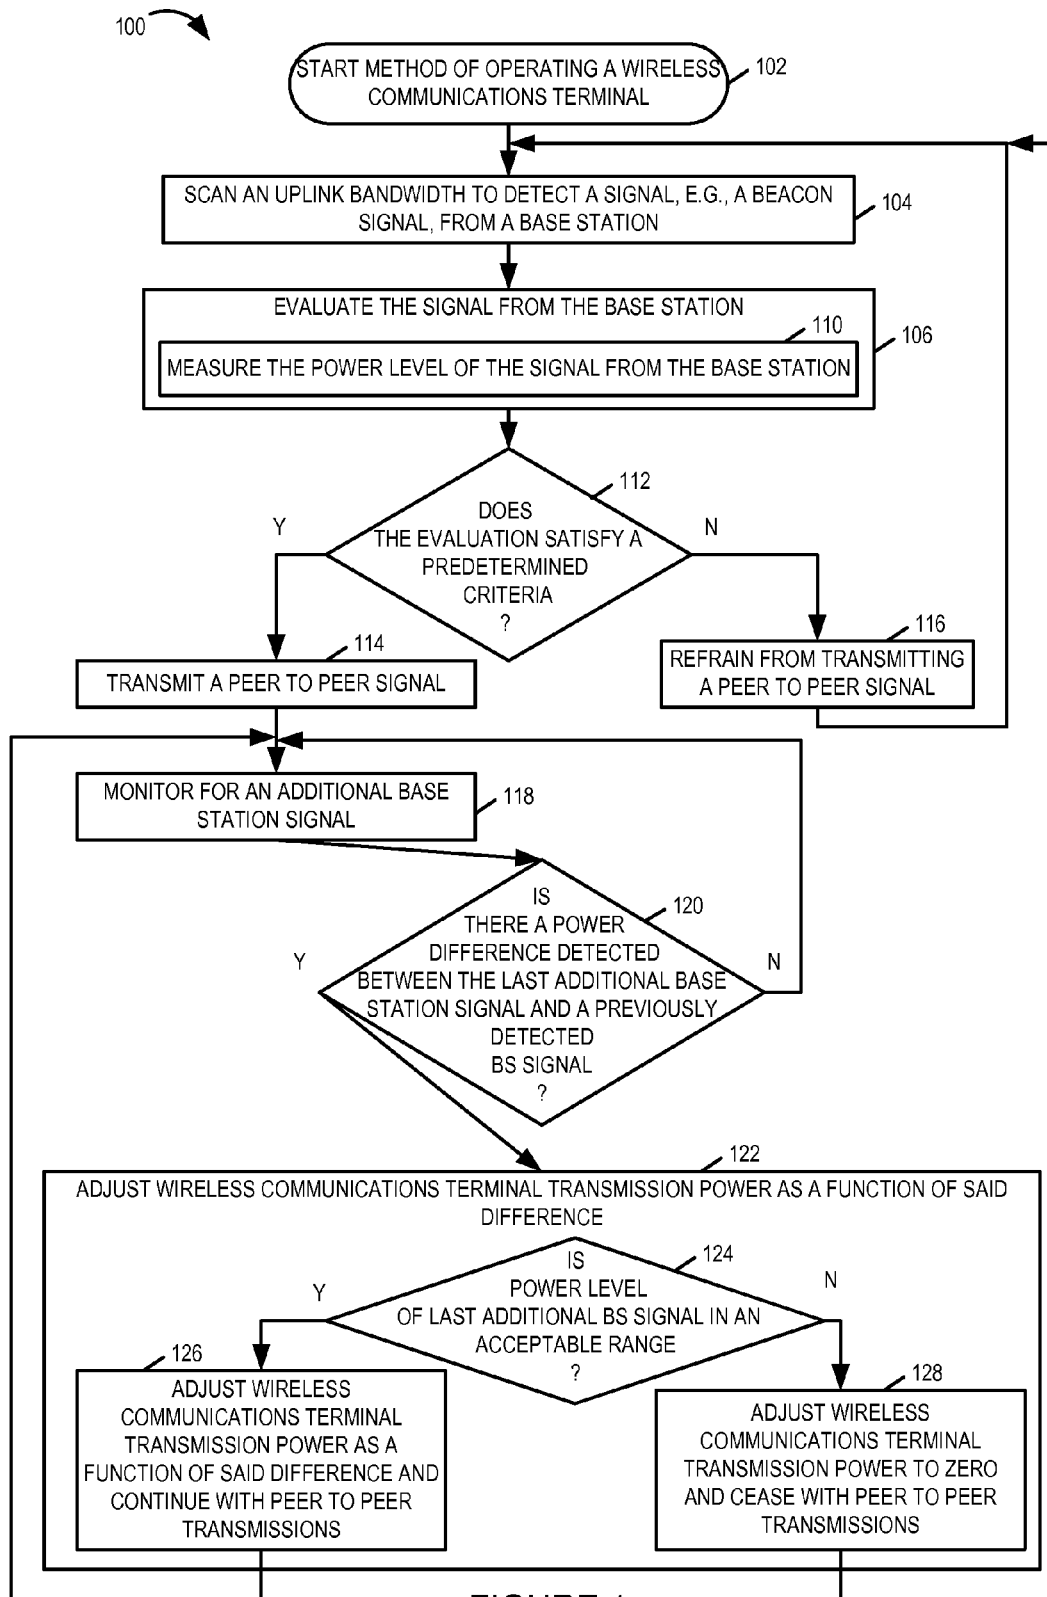 100
START METHOD OF OPERATING A WIRELESS
COMMUNICATIONS TERMINAL
102
SCAN AN UPLINK BANDWIDTH TO DETECT A SIGNAL, E.G., A BEACON
SIGNAL, FROM A BASE STATION
104
EVALUATE THE SIGNAL FROM THE BASE STATION
110
106
MEASURE THE POWER LEVEL OF THE SIGNAL FROM THE BASE STATION
112
Y
DOES
THE EVALUATION SATISFY A
PREDETERMINED
CRITERIA
?
N
114
TRANSMIT A PEER TO PEER SIGNAL
116
REFRAIN FROM TRANSMITTING
A PEER TO PEER SIGNAL
MONITOR FOR AN ADDITIONAL BASE
STATION SIGNAL
118
120
Y
IS
THERE A POWER
DIFFERENCE DETECTED
BETWEEN THE LAST ADDITIONAL BASE
STATION SIGNAL AND A PREVIOUSLY
DETECTED
BS SIGNAL
?
N
122
ADJUST WIRELESS COMMUNICATIONS TERMINAL TRANSMISSION POWER AS A FUNCTION OF SAID
DIFFERENCE
124
Y
IS
POWER LEVEL
OF LAST ADDITIONAL BS SIGNAL IN AN
ACCEPTABLE RANGE
?
N
126
ADJUST WIRELESS
COMMUNICATIONS TERMINAL
TRANSMISSION POWER AS A
FUNCTION OF SAID DIFFERENCE AND
CONTINUE WITH PEER TO PEER
TRANSMISSIONS
128
ADJUST WIRELESS
COMMUNICATIONS TERMINAL
TRANSMISSION POWER TO ZERO
AND CEASE WITH PEER TO PEER
TRANSMISSIONS